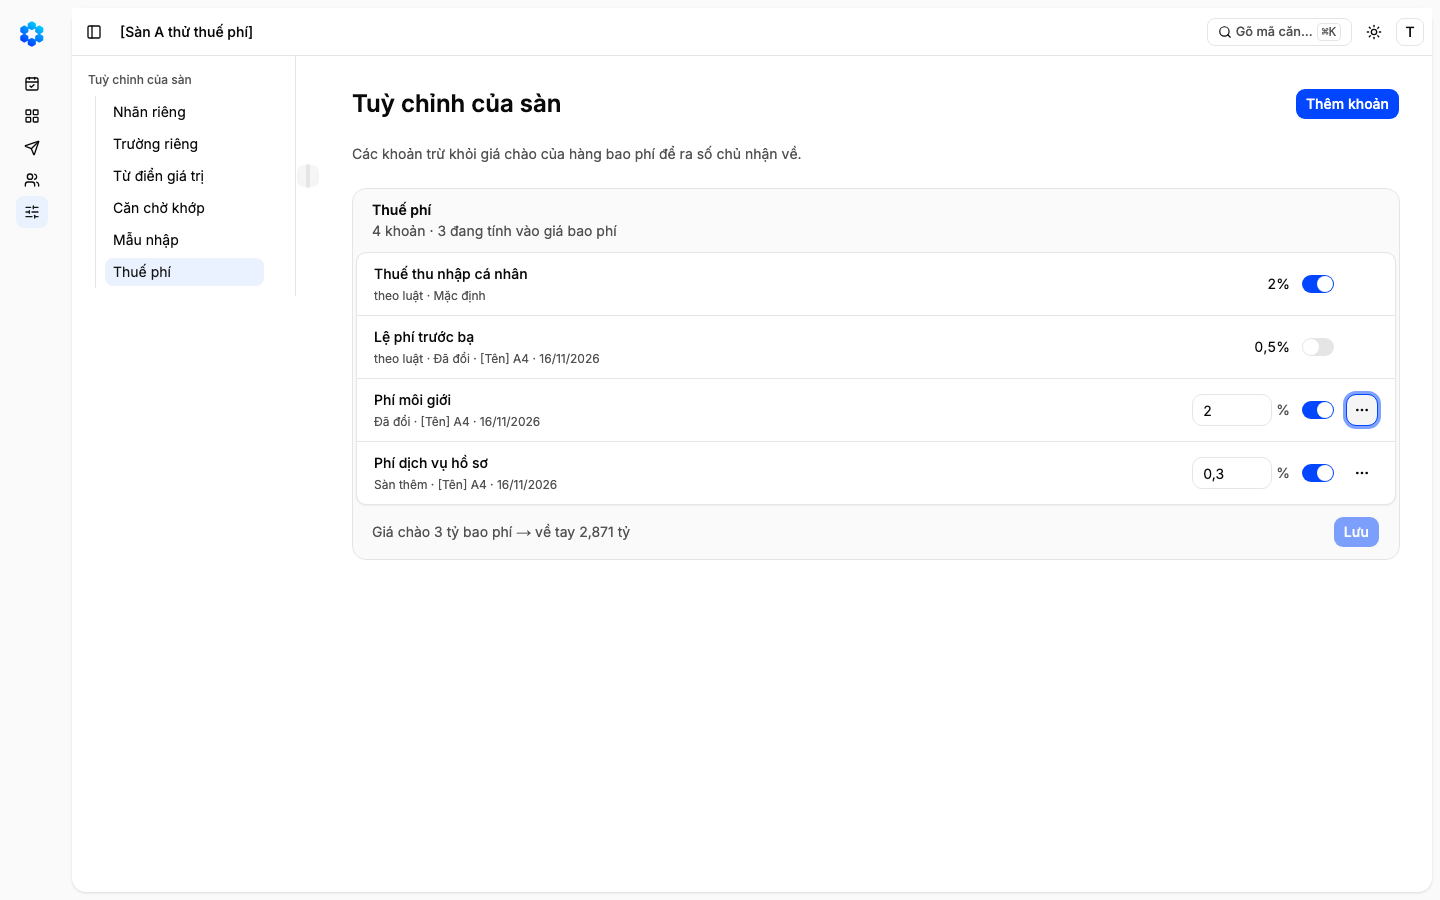 [Sàn A thử thuế phí]
Gõ mã căn... ⌘K
T
Tuỳ chỉnh của sàn
Nhãn riêng
Trường riêng
Từ điển giá trị
Căn chờ khớp
Mẫu nhập
Thuế phí
Tuỳ chỉnh của sàn
Thêm khoản
Các khoản trừ khỏi giá chào của hàng bao phí để ra số chủ nhận về.
Thuế phí
4 khoản · 3 đang tính vào giá bao phí
Thuế thu nhập cá nhân
theo luật · Mặc định
2%
Lệ phí trước bạ
theo luật · Đã đổi · [Tên] A4 · 16/11/2026
0,5%
Phí môi giới
Đã đổi · [Tên] A4 · 16/11/2026
2 %
Phí dịch vụ hồ sơ
Sàn thêm · [Tên] A4 · 16/11/2026
0,3 %
Giá chào 3 tỷ bao phí → về tay 2,871 tỷ
Lưu